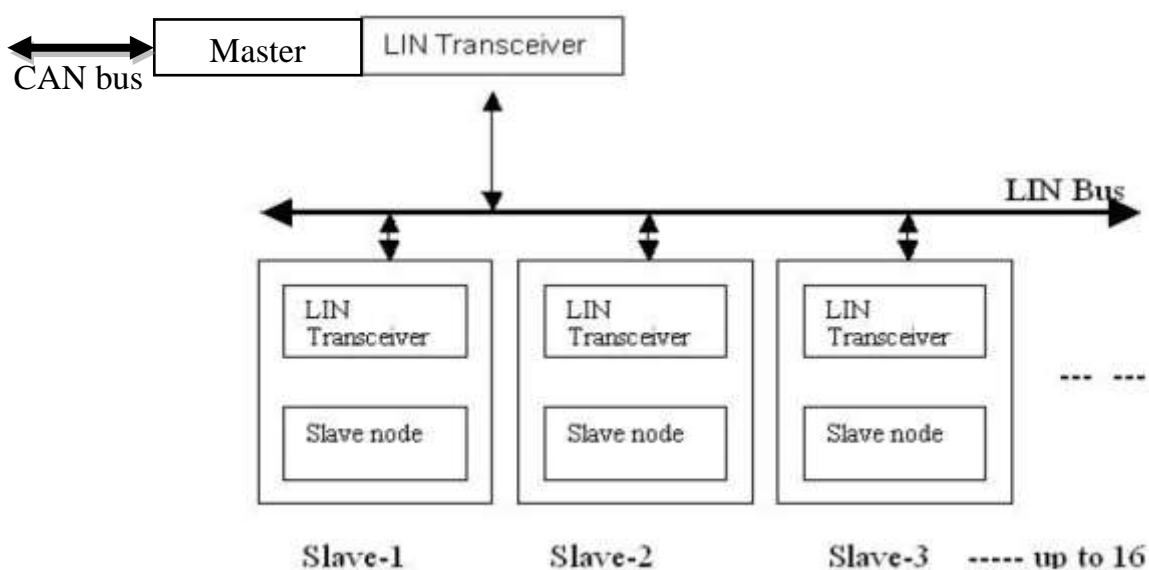 Master
LIN Transceiver
CAN bus
LIN Bus
LIN
Transceiver
Slave node
LIN
Transceiver
Slave node
LIN
Transceiver
Slave node
--- ---
Slave-1
Slave-2
Slave-3 ----- up to 16